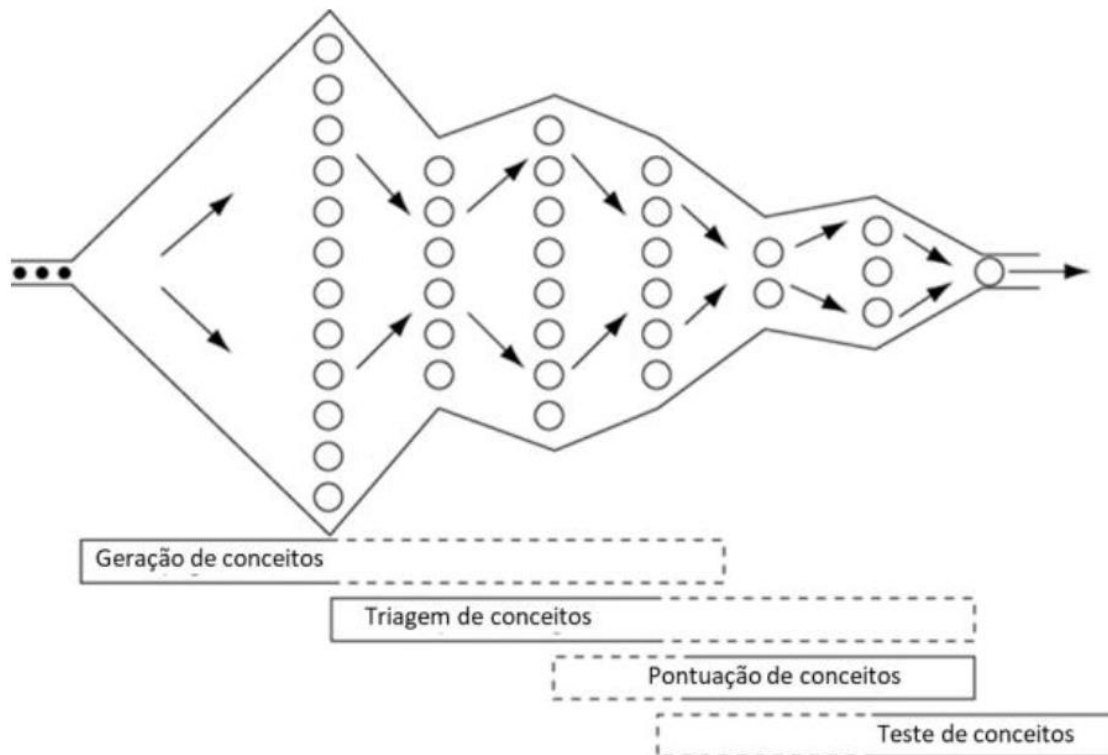 Geração de conceitos
Triagem de conceitos
Pontuação de conceitos
Teste de conceitos